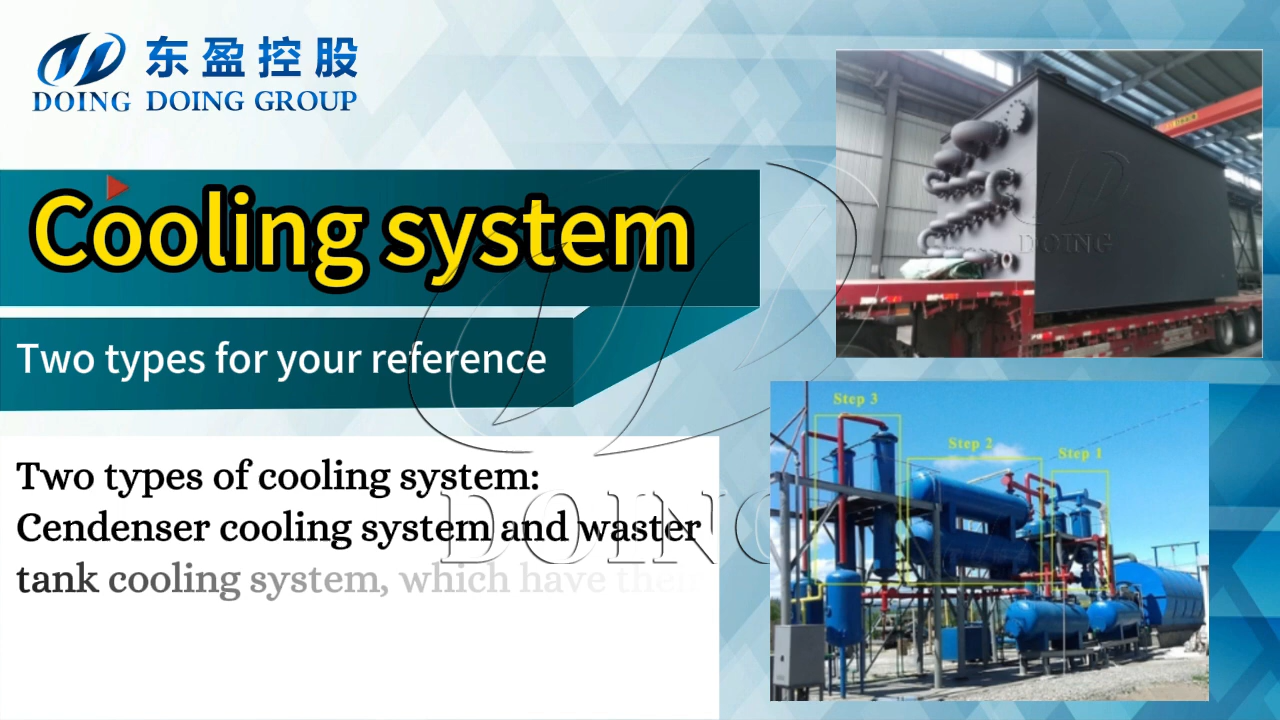 东盈控股
DOING DOING GROUP
Cooling system
Two types for your reference
Two types of cooling system:
Cendenser cooling system and waster
tank cooling system, which have their
DOING
DOING
Step 3
Step 2
Step 1